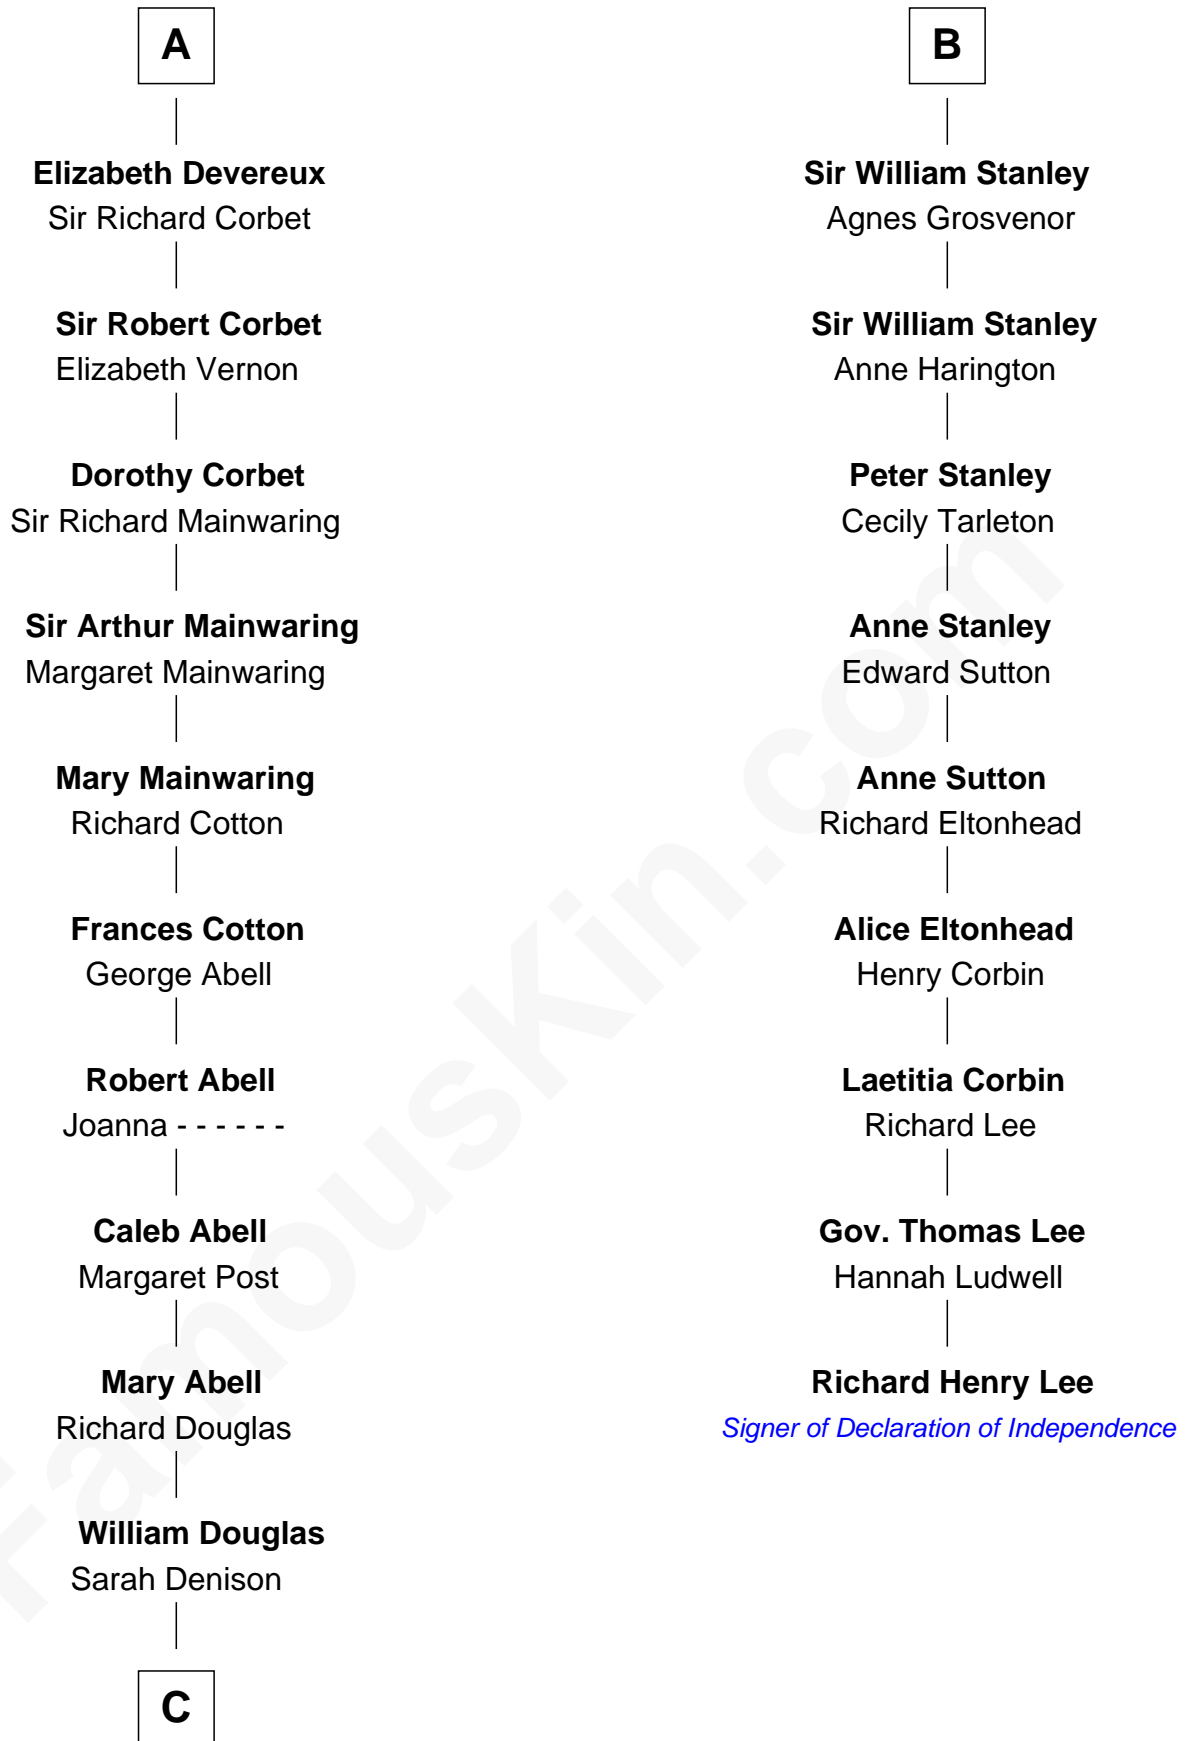 A
Elizabeth Devereux
Sir Richard Corbet
Sir Robert Corbet
Elizabeth Vernon
Dorothy Corbet
Sir Richard Mainwaring
Sir Arthur Mainwaring
Margaret Mainwaring
Mary Mainwaring
Richard Cotton
Frances Cotton
George Abell
Robert Abell
Joanna - - - - - -
Caleb Abell
Margaret Post
Mary Abell
Richard Douglas
William Douglas
Sarah Denison
C
B
Sir William Stanley
Agnes Grosvenor
Sir William Stanley
Anne Harington
Peter Stanley
Cecily Tarleton
Anne Stanley
Edward Sutton
Anne Sutton
Richard Eltonhead
Alice Eltonhead
Henry Corbin
Laetitia Corbin
Richard Lee
Gov. Thomas Lee
Hannah Ludwell
Richard Henry Lee
Signer of Declaration of Independence
FamousKin.com